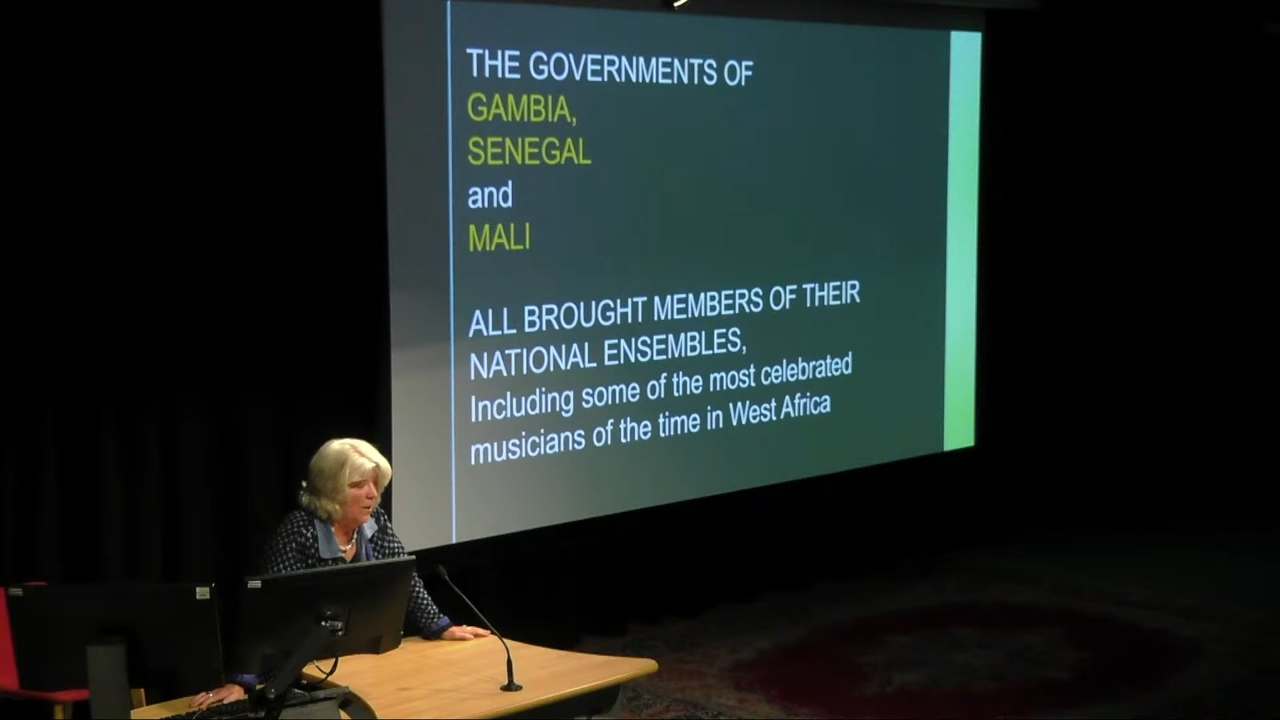 THE GOVERNMENTS OF
GAMBIA,
SENEGAL
and
MALI
ALL BROUGHT MEMBERS OF THEIR
NATIONAL ENSEMBLES,
Including some of the most celebrated
musicians of the time in West Africa